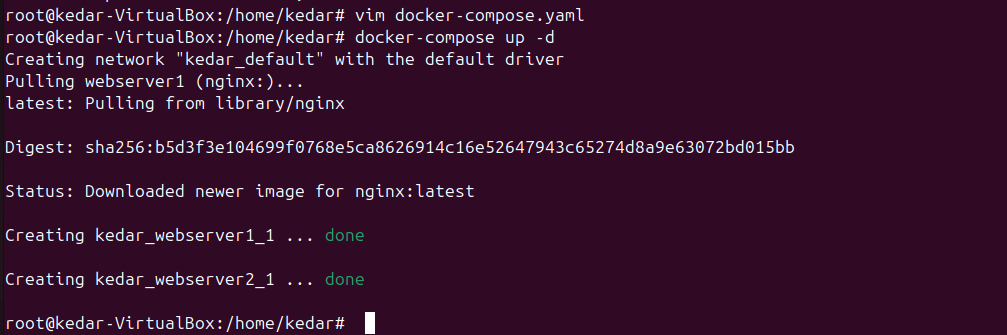 root@kedar-VirtualBox:/home/kedar# vim docker-compose.yaml
root@kedar-VirtualBox:/home/kedar# docker-compose up -d
Creating network "kedar_default" with the default driver
Pulling webserver1 (nginx:)...
latest: Pulling from library/nginx
Digest: sha256:b5d3f3e104699f0768e5ca8626914c16e52647943c65274d8a9e63072bd015bb
Status: Downloaded newer image for nginx:latest
Creating kedar_webserver1_1 ... done
Creating kedar_webserver2_1 ... done
root@kedar-VirtualBox:/home/kedar#